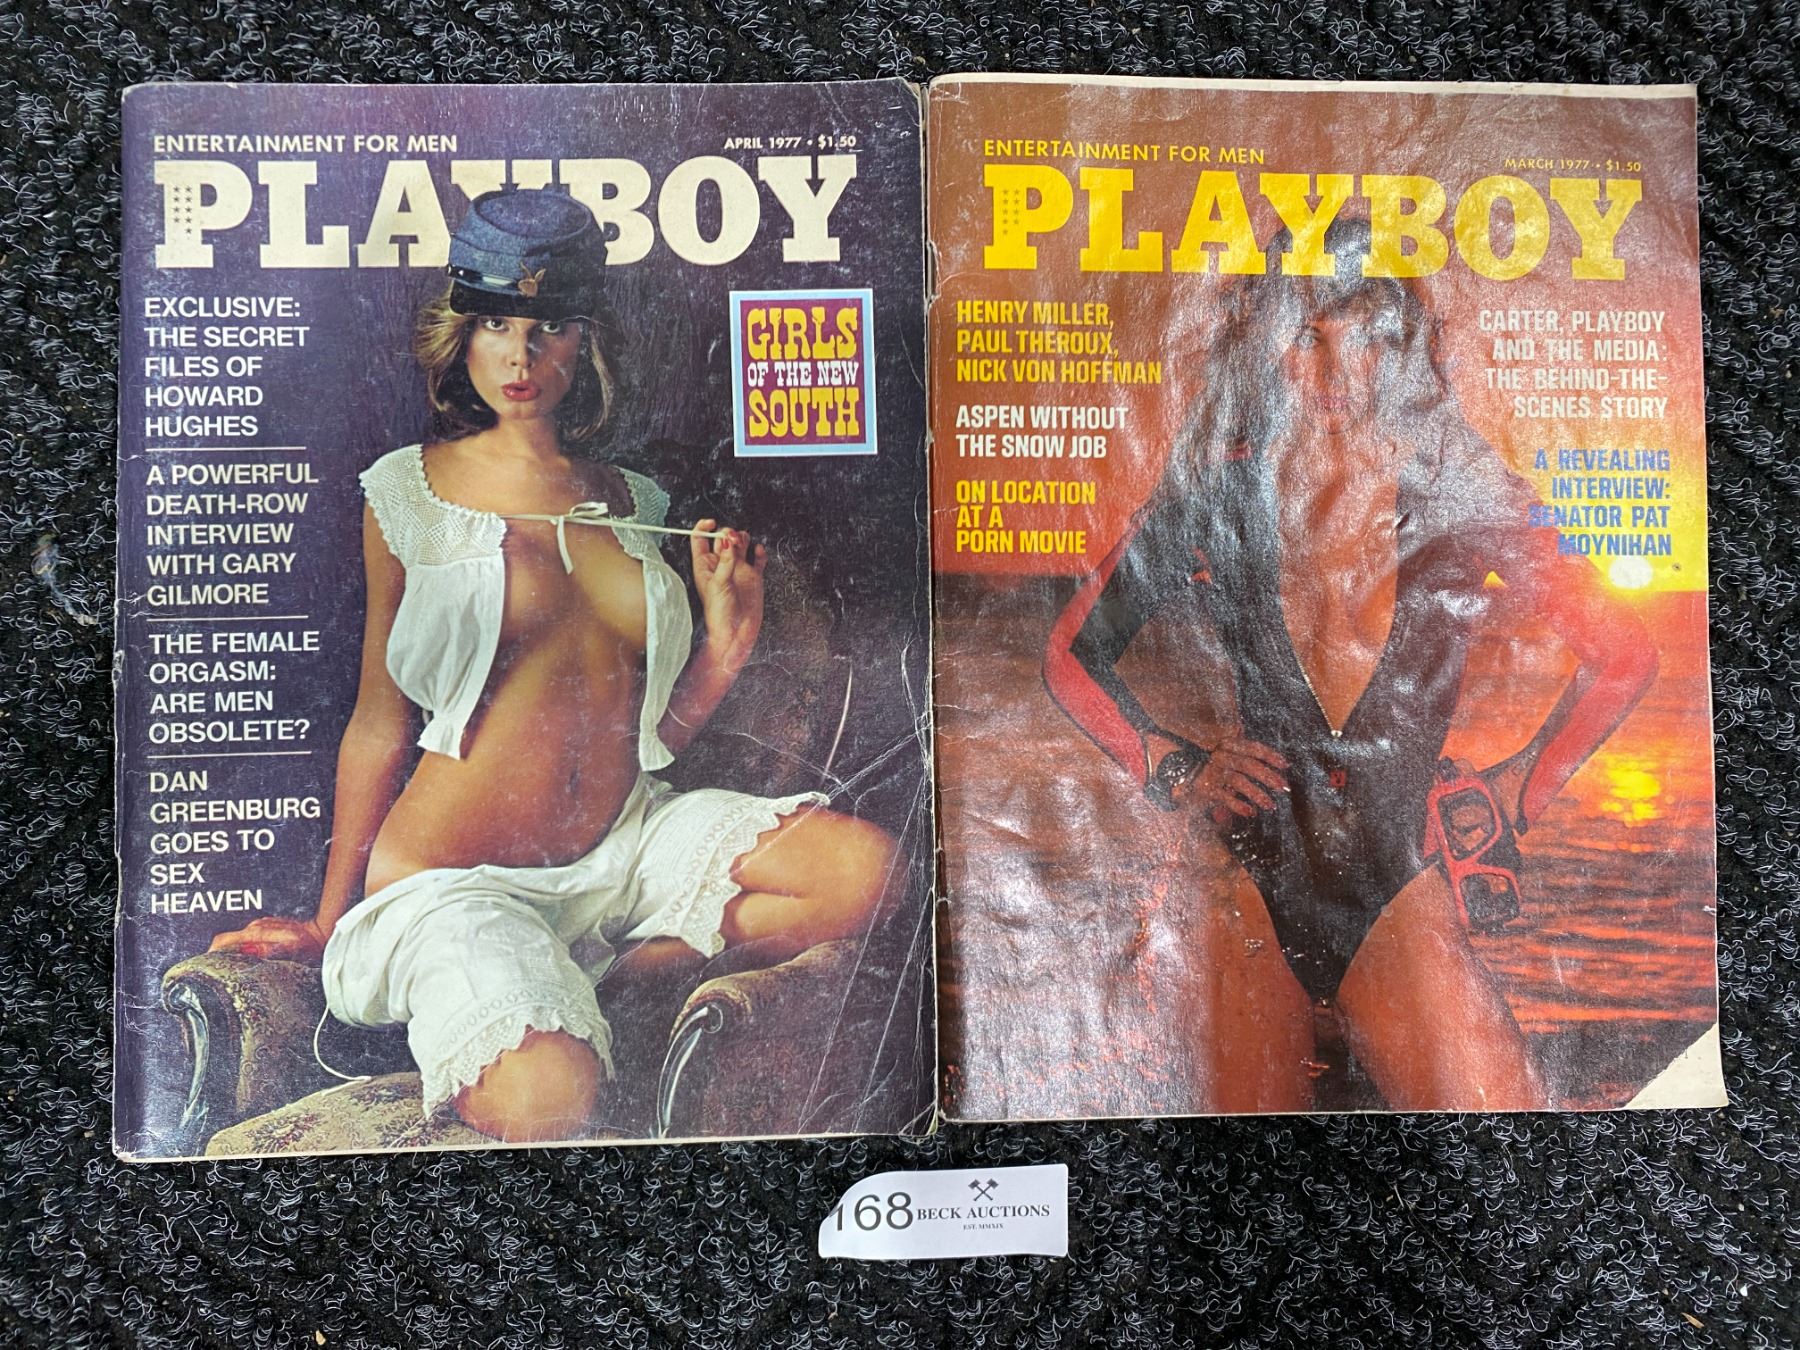 ENTERTAINMENT FOR MEN
APRIL 1977 • $1.50
PLAYBOY
EXCLUSIVE:
THE SECRET
FILES OF
HOWARD
HUGHES
A POWERFUL
DEATH-ROW
INTERVIEW
WITH GARY
GILMORE
THE FEMALE
ORGASM:
ARE MEN
OBSOLETE?
DAN
GREENBURG
GOES TO
SEX
HEAVEN
GIRLS
OF THE NEW
SOUTH
ENTERTAINMENT FOR MEN
MARCH 1977 • $1.50
PLAYBOY
HENRY MILLER,
PAUL THEROUX,
NICK VON HOFFMAN
ASPEN WITHOUT
THE SNOW JOB
ON LOCATION
AT A
PORN MOVIE
CARTER, PLAYBOY
AND THE MEDIA:
THE BEHIND-THE-
SCENES STORY
A REVEALING
INTERVIEW:
SENATOR PAT
MOYNIHAN
168
BECK AUCTIONS
EST. MMXIX